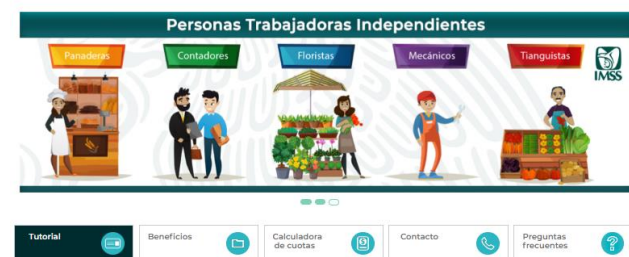 Personas Trabajadoras Independientes
Panaderas
Contadores
Floristas
Mecánicos
Tianguistas
IMSS
Tutorial
Beneficios
Calculadora
de cuotas
Contacto
Preguntas
frecuentes